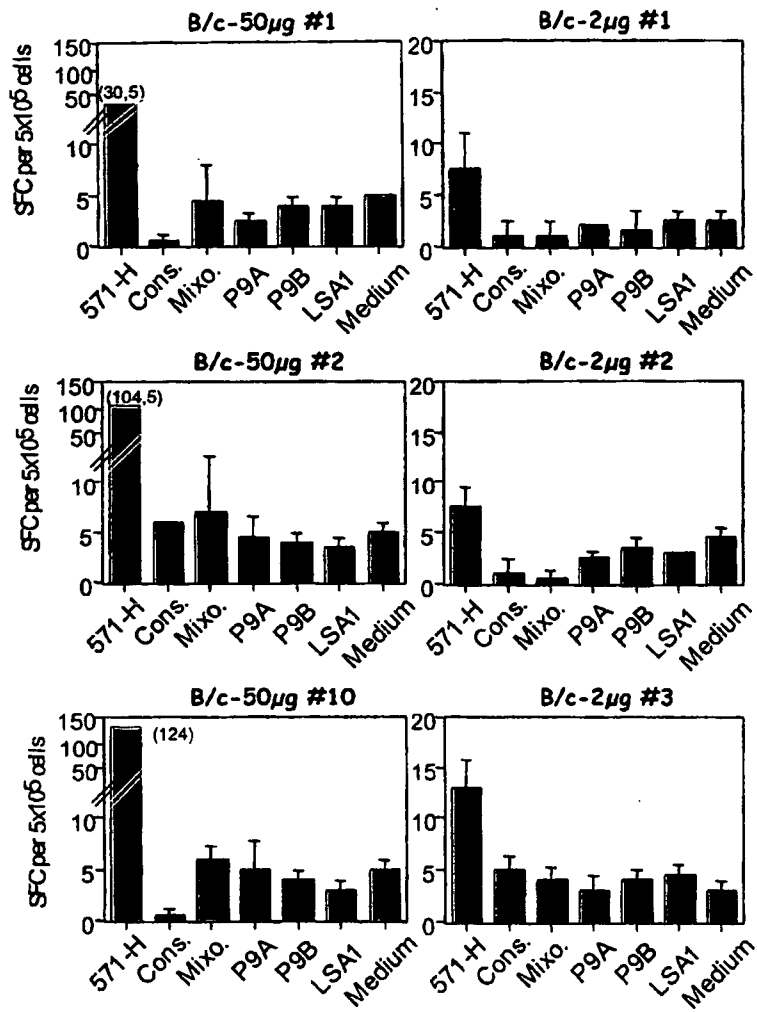 B/c-50µg #1
B/c-2µg #1
SFC per 5x10⁵ cells
150
100
50
10
5
0
(30,5)
20
15
10
5
0
571-H Cons. Mixo. P9A P9B LSA1 Medium
571-H Cons. Mixo. P9A P9B LSA1 Medium
B/c-50µg #2
B/c-2µg #2
SFC per 5x10⁵ cells
150
100
50
10
5
0
(104,5)
20
15
10
5
0
571-H Cons. Mixo. P9A P9B LSA1 Medium
571-H Cons. Mixo. P9A P9B LSA1 Medium
B/c-50µg #10
B/c-2µg #3
SFC per 5x10⁵ cells
150
100
50
10
5
0
(124)
20
15
10
5
0
571-H Cons. Mixo. P9A P9B LSA1 Medium
571-H Cons. Mixo. P9A P9B LSA1 Medium